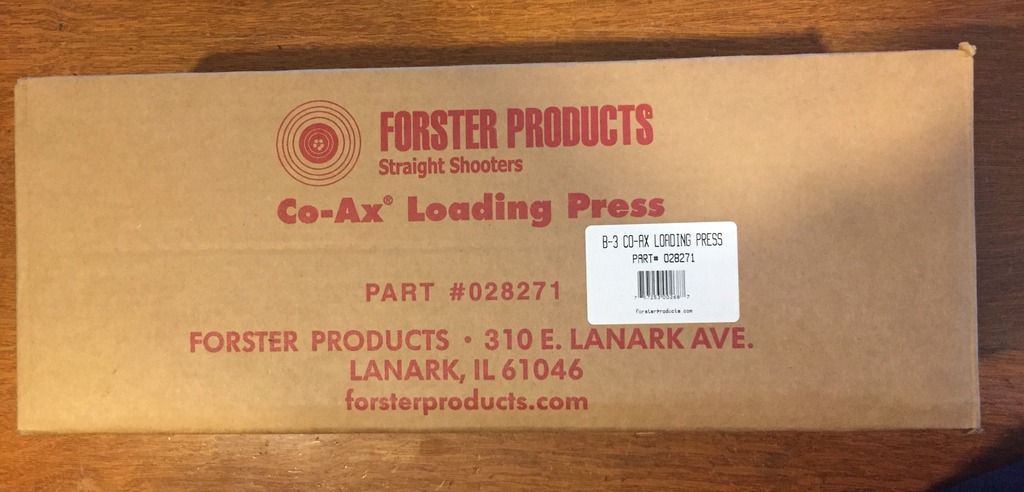 FORSTER PRODUCTS
Straight Shooters
Co-Ax® Loading Press
B-3 CO-AX LOADING PRESS
PART# 028271
forsterProducts.com
PART #028271
FORSTER PRODUCTS • 310 E. LANARK AVE.
LANARK, IL 61046
forsterproducts.com